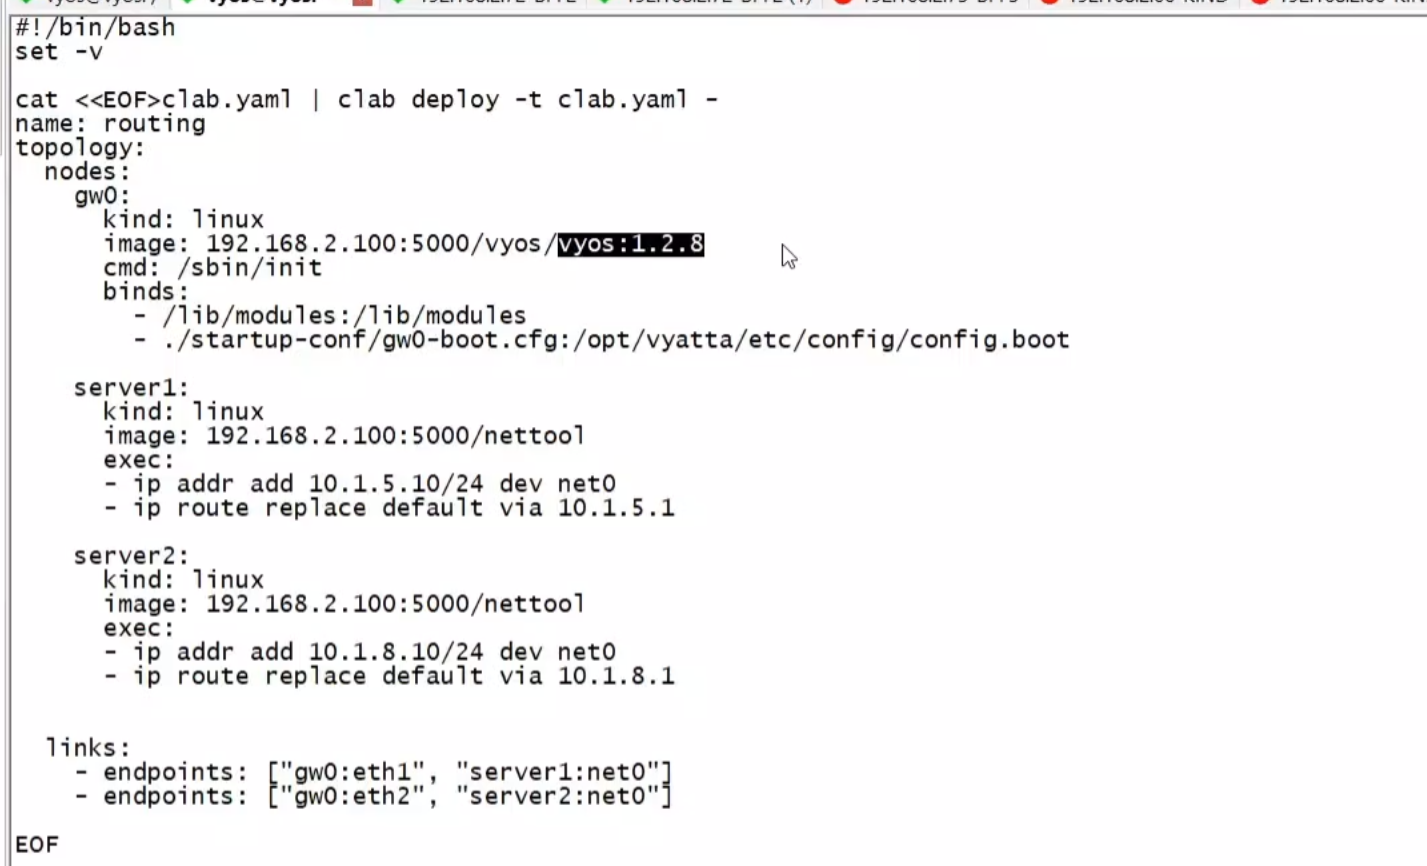 #!/bin/bash
set -v

cat <<EOF>clab.yaml | clab deploy -t clab.yaml -
name: routing
topology:
  nodes:
    gw0:
      kind: linux
      image: 192.168.2.100:5000/vyos/vyos:1.2.8
      cmd: /sbin/init
      binds:
        - /lib/modules:/lib/modules
        - ./startup-conf/gw0-boot.cfg:/opt/vyatta/etc/config/config.boot

    server1:
      kind: linux
      image: 192.168.2.100:5000/nettool
      exec:
      - ip addr add 10.1.5.10/24 dev net0
      - ip route replace default via 10.1.5.1

    server2:
      kind: linux
      image: 192.168.2.100:5000/nettool
      exec:
      - ip addr add 10.1.8.10/24 dev net0
      - ip route replace default via 10.1.8.1


  links:
    - endpoints: ["gw0:eth1", "server1:net0"]
    - endpoints: ["gw0:eth2", "server2:net0"]

EOF